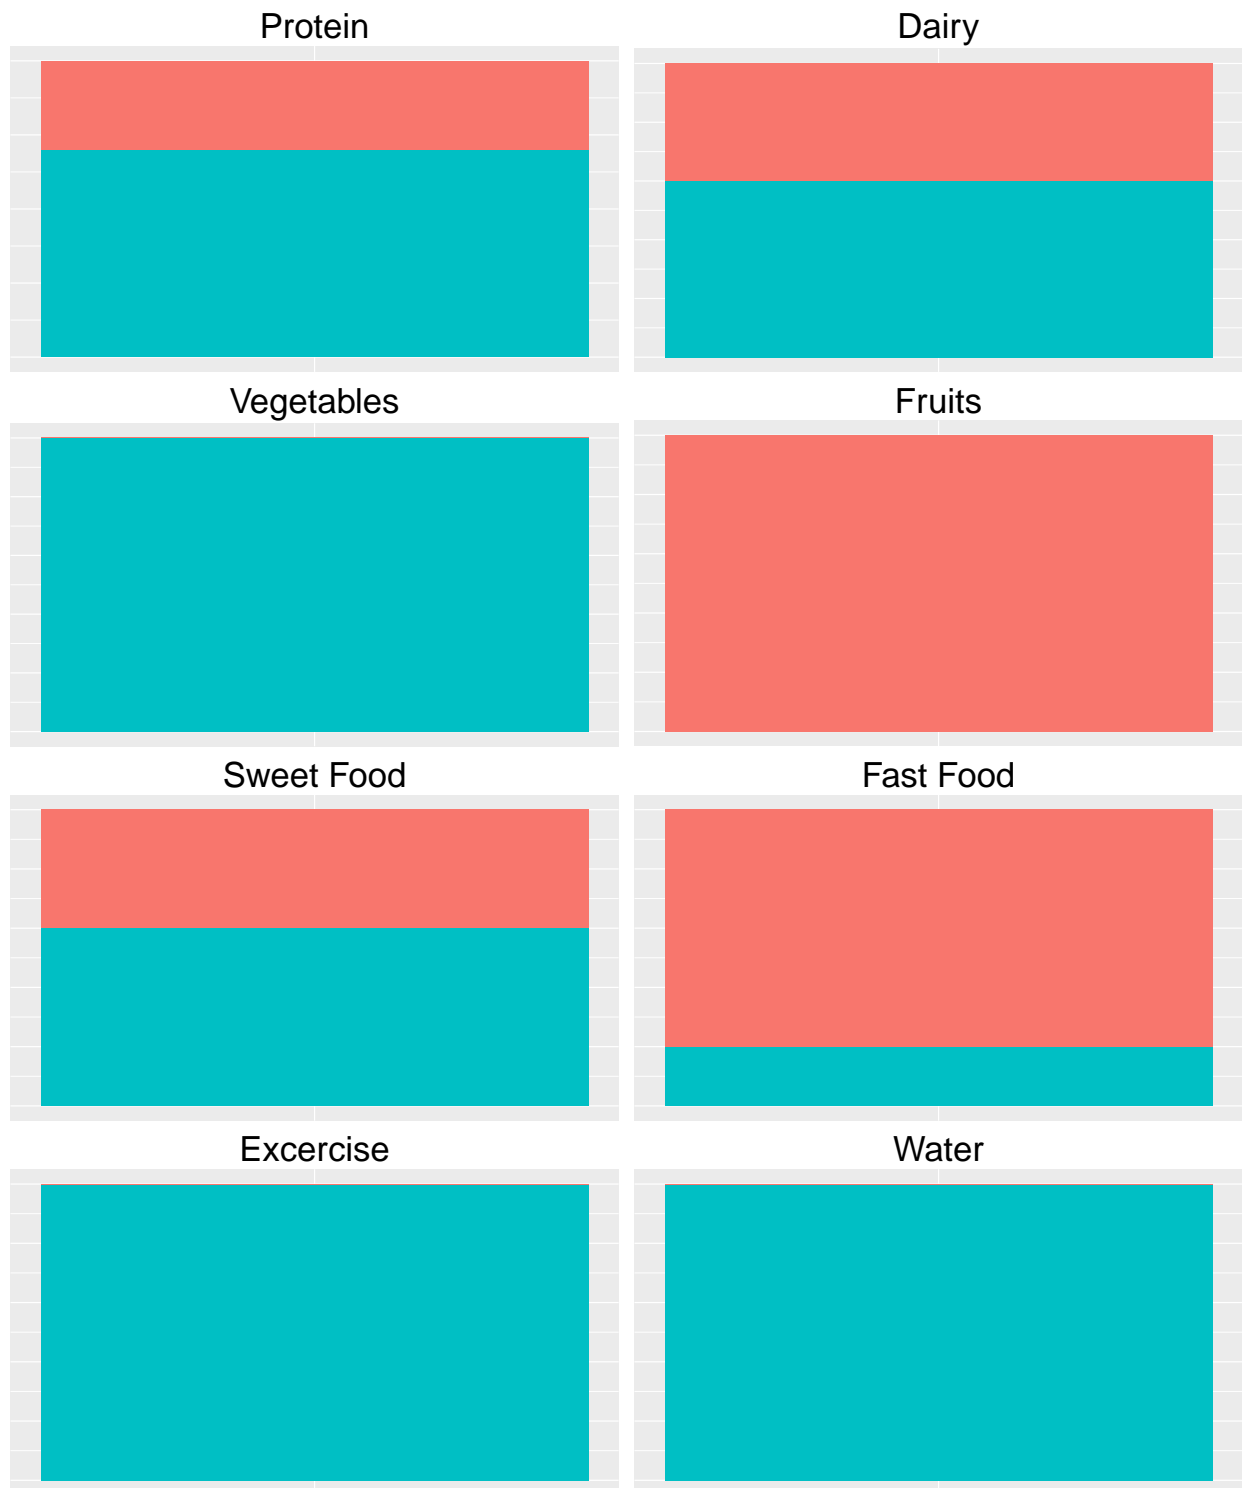 Protein
Dairy
Vegetables
Fruits
Sweet Food
Fast Food
Excercise
Water